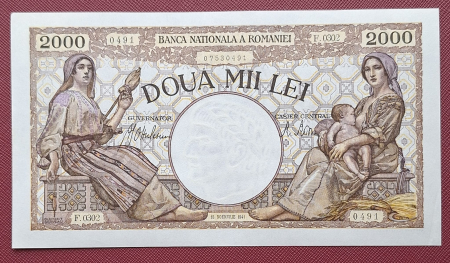 2000
0491
BANCA NATIONALA A ROMANIEI
F.0302
2000
07530491
DOUA MII LEI
GUVERNATOR
CASIER CENTRAL
F.0302
0491